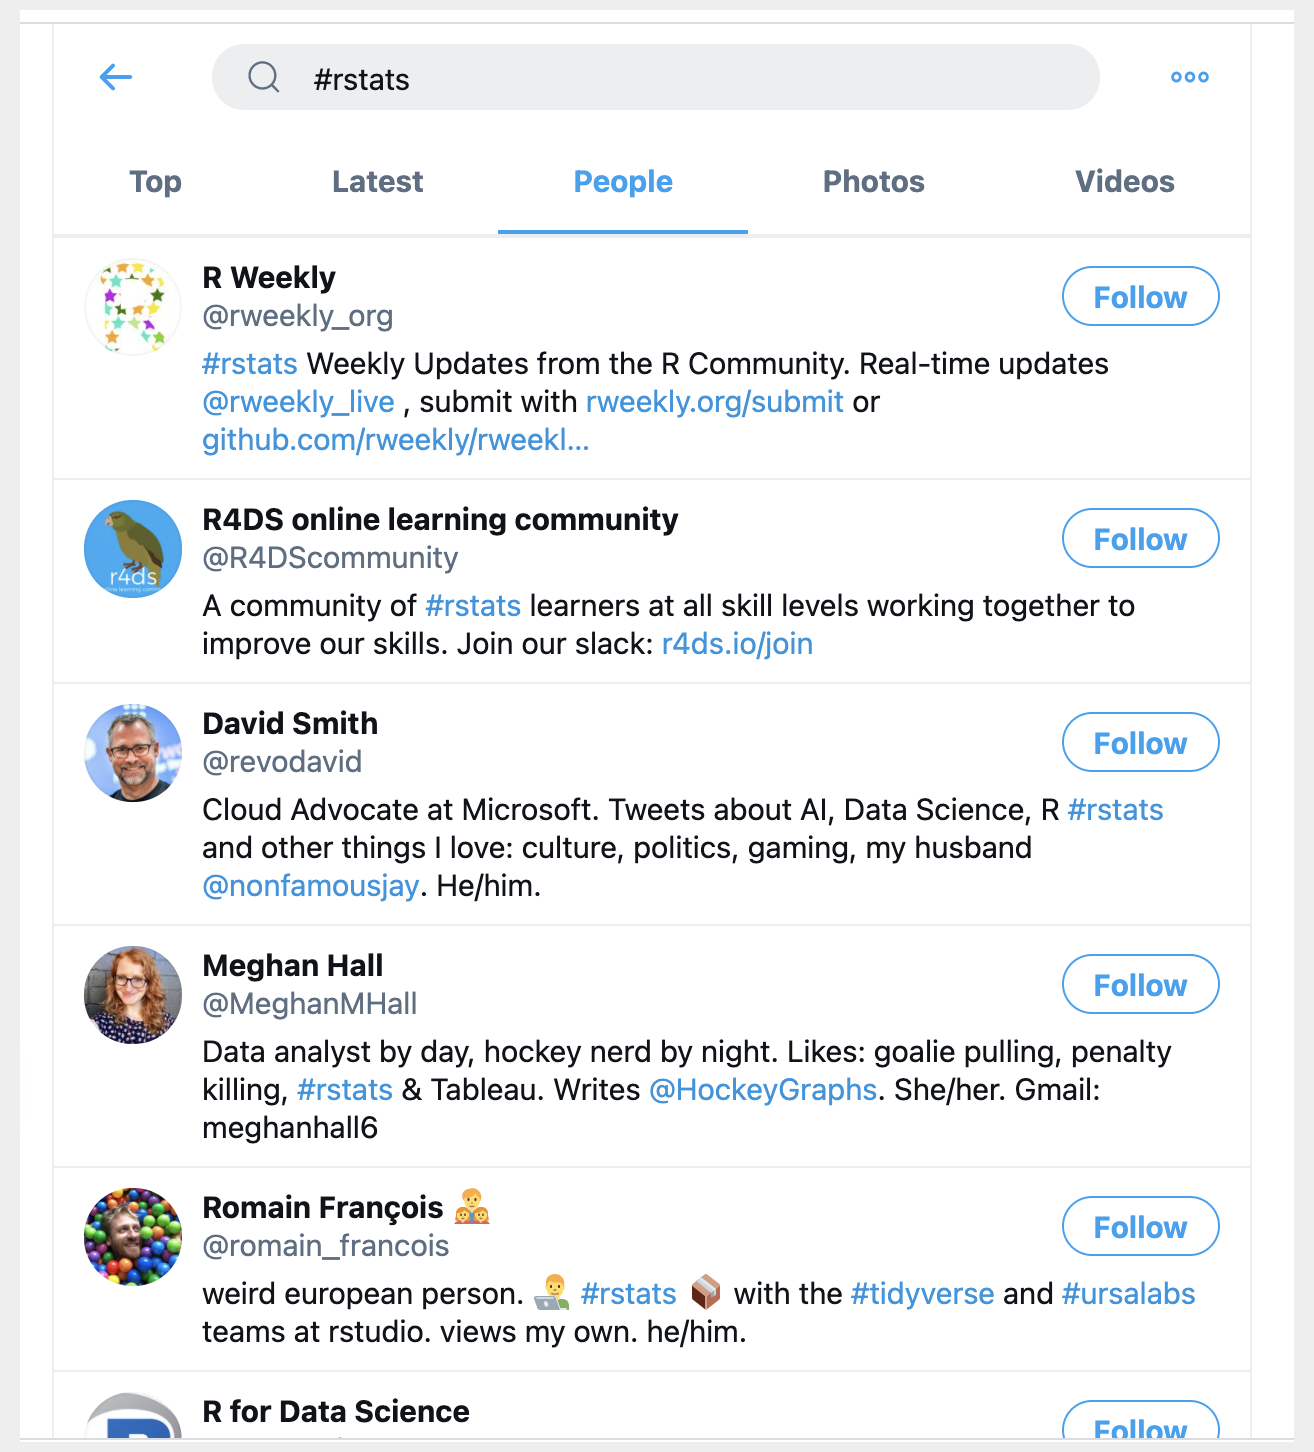 #rstats
Top Latest People Photos Videos
R Weekly
Follow
@rweekly_org
#rstats Weekly Updates from the R Community. Real-time updates
@rweekly_live , submit with rweekly.org/submit or
github.com/rweekly/rweekl...
r4ds
R4DS online learning community
Follow
@R4DScommunity
A community of #rstats learners at all skill levels working together to
improve our skills. Join our slack: r4ds.io/join
David Smith
Follow
@revodavid
Cloud Advocate at Microsoft. Tweets about AI, Data Science, R #rstats
and other things I love: culture, politics, gaming, my husband
@nonfamousjay. He/him.
Meghan Hall
Follow
@MeghanMHall
Data analyst by day, hockey nerd by night. Likes: goalie pulling, penalty
killing, #rstats & Tableau. Writes @HockeyGraphs. She/her. Gmail:
meghanhall6
Romain François 👨‍👧‍👧
Follow
@romain_francois
weird european person. 👨‍💻 #rstats 📦 with the #tidyverse and #ursalabs
teams at rstudio. views my own. he/him.
R for Data Science
Follow